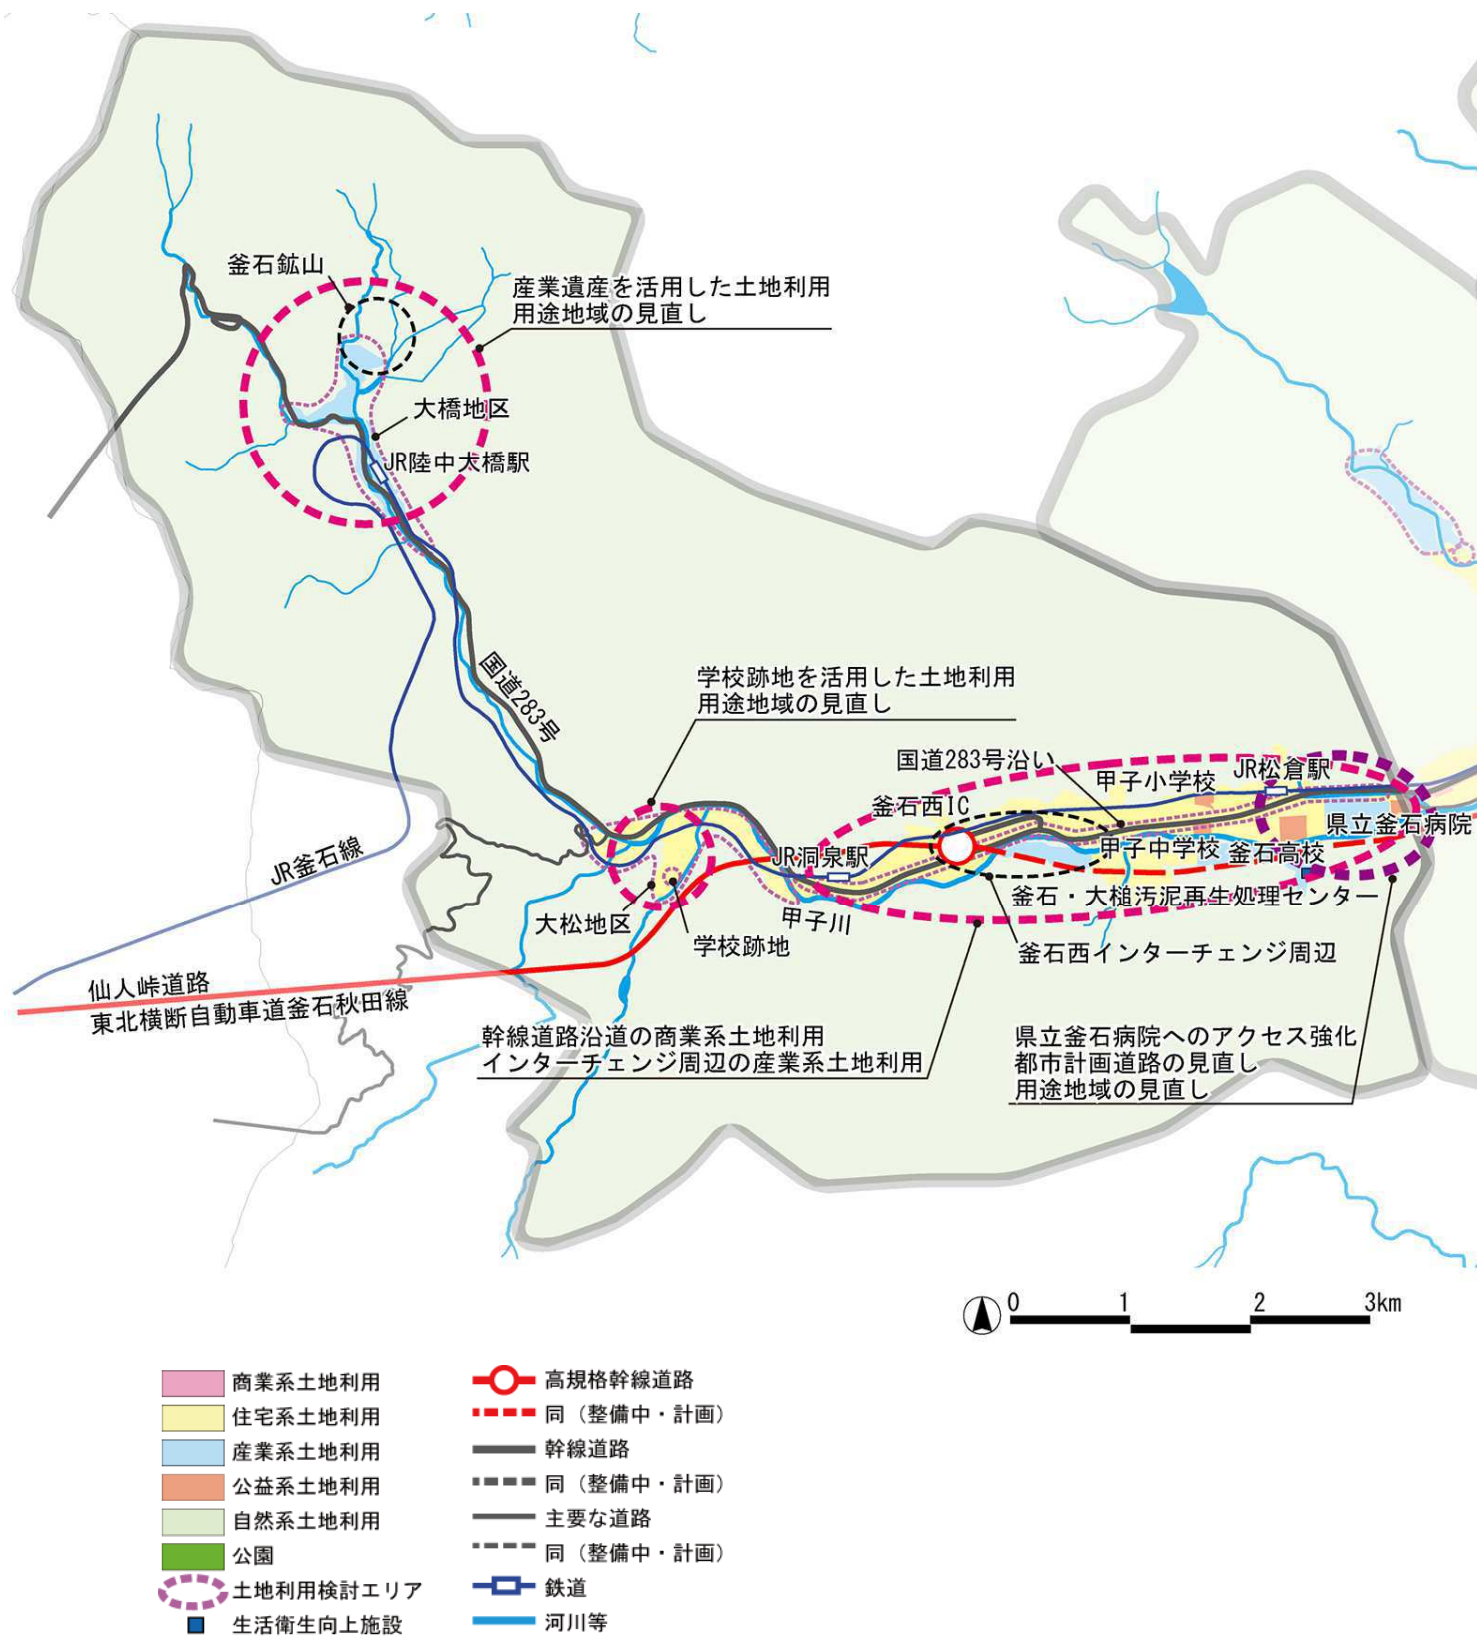 釜石鉱山
産業遺産を活用した土地利用
用途地域の見直し
大橋地区
JR陸中大橋駅
国道283号
学校跡地を活用した土地利用
用途地域の見直し
国道283号沿い
甲子小学校
JR松倉駅
釜石西IC
県立釜石病院
JR洞泉駅
甲子中学校
釜石高校
JR釜石線
釜石・大槌汚泥再生処理センター
大松地区
甲子川
学校跡地
釜石西インターチェンジ周辺
仙人峠道路
東北横断自動車道釜石秋田線
幹線道路沿道の商業系土地利用
インターチェンジ周辺の産業系土地利用
県立釜石病院へのアクセス強化
都市計画道路の見直し
用途地域の見直し
0 1 2 3km
商業系土地利用
住宅系土地利用
産業系土地利用
公益系土地利用
自然系土地利用
公園
土地利用検討エリア
生活衛生向上施設
高規格幹線道路
同（整備中・計画）
幹線道路
同（整備中・計画）
主要な道路
同（整備中・計画）
鉄道
河川等